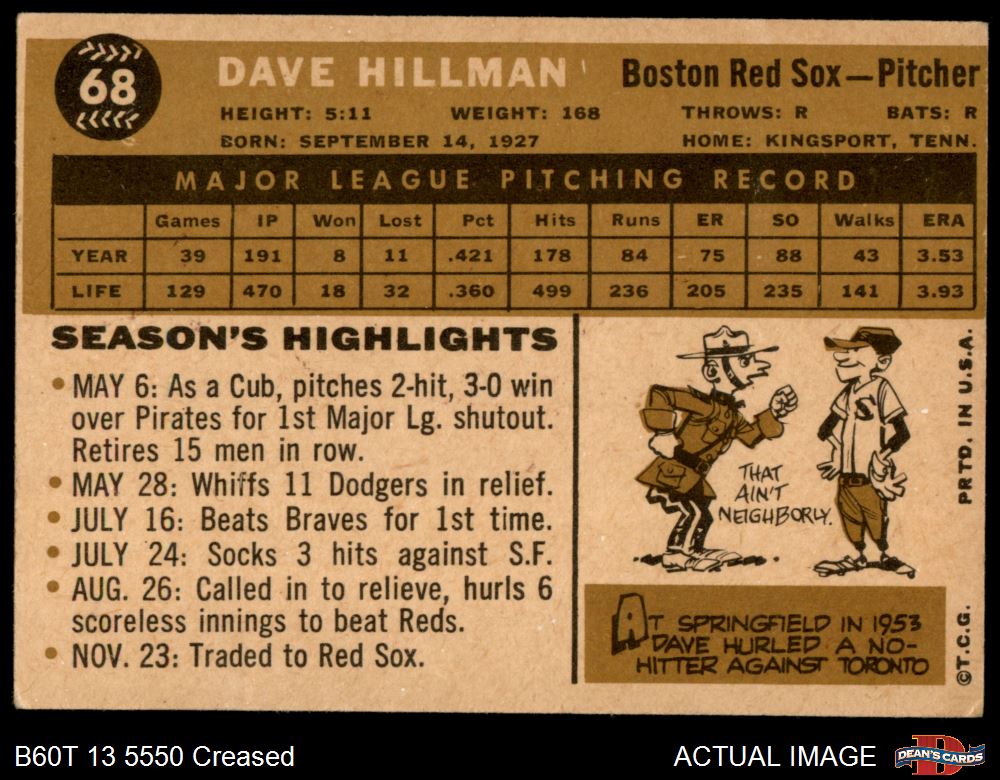 68
DAVE HILLMAN
Boston Red Sox—Pitcher
HEIGHT: 5:11 WEIGHT: 168 THROWS: R BATS: R
BORN: SEPTEMBER 14, 1927 HOME: KINGSPORT, TENN.
MAJOR LEAGUE PITCHING RECORD
Games IP Won Lost Pct Hits Runs ER SO Walks ERA
YEAR 39 191 8 11 .421 178 84 75 88 43 3.53
LIFE 129 470 18 32 .360 499 236 205 235 141 3.93
SEASON'S HIGHLIGHTS
• MAY 6: As a Cub, pitches 2-hit, 3-0 win
over Pirates for 1st Major Lg. shutout.
Retires 15 men in row.
• MAY 28: Whiffs 11 Dodgers in relief.
• JULY 16: Beats Braves for 1st time.
• JULY 24: Socks 3 hits against S.F.
• AUG. 26: Called in to relieve, hurls 6
scoreless innings to beat Reds.
• NOV. 23: Traded to Red Sox.
S
THAT
AIN'T
NEIGHBORLY.
AT SPRINGFIELD IN 1953
DAVE HURLED A NO-
HITTER AGAINST TORONTO
©T.C.G. PRTD. IN U.S.A.
B60T 13 5550 Creased
ACTUAL IMAGE
D
DEAN'S CARDS